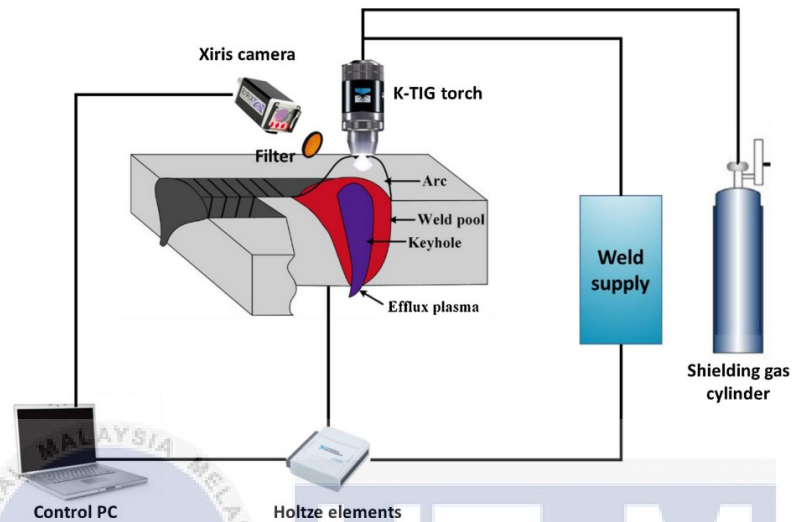 Xiris camera
K-TIG torch
Filter
Arc
Weld pool
Keyhole
Efflux plasma
Weld
supply
Shielding gas
cylinder
MALAYSIA
Control PC
Holtze elements